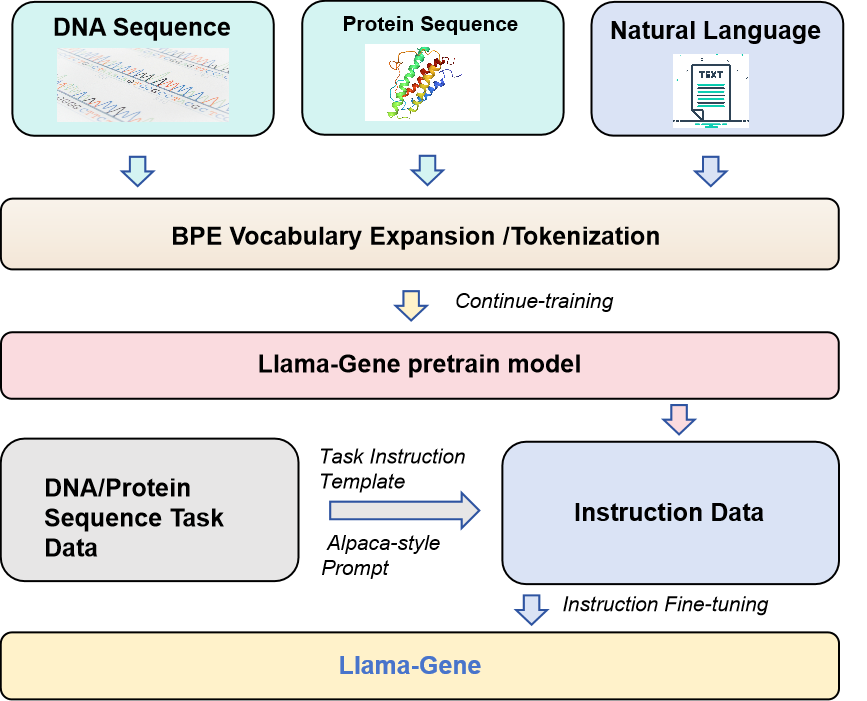 DNA Sequence
Protein Sequence
Natural Language
TEXT
BPE Vocabulary Expansion /Tokenization
Continue-training
Llama-Gene pretrain model
DNA/Protein
Sequence Task
Data
Task Instruction
Template
Alpaca-style
Prompt
Instruction Data
Instruction Fine-tuning
Llama-Gene